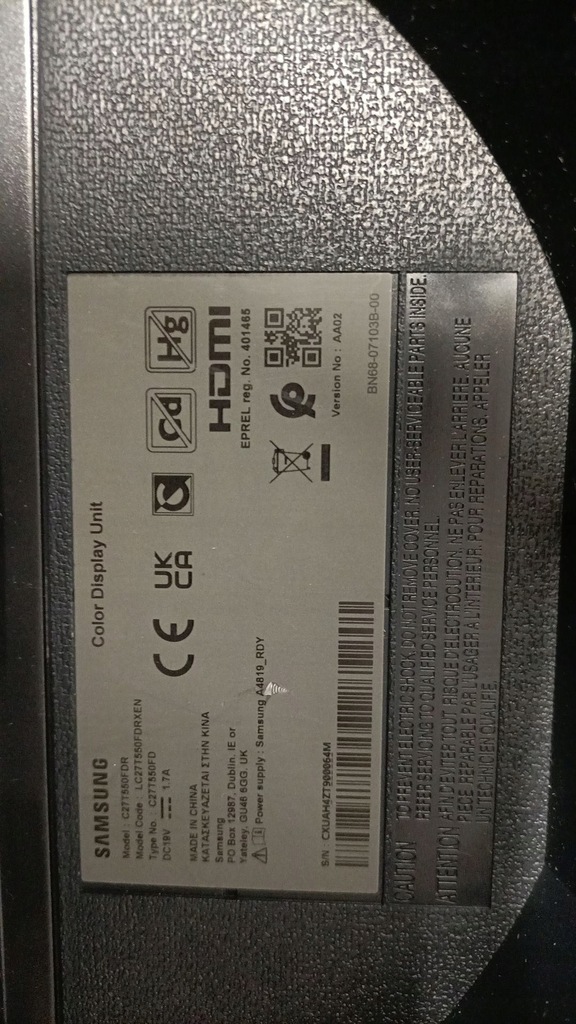 SAMSUNG
Color Display Unit
Model : C27T550FDR
Model Code : LC27T550FDRXEN
Type No. : C27T550FD
DC19V ⎓ 1.7A
MADE IN CHINA
ΚΑΤΑΣΚΕΥΑΖΕΤΑΙ ΣΤΗΝ ΚΙΝΑ
Samsung
PO Box 12987, Dublin. IE or
Yateley, GU46 6GG. UK
Power supply : Samsung A4819_RDY
S/N CXUAH4ZT900064M
CE
UK
CA
Cd
Hg
HDMI
EPREL reg. No. 401465
Version No : AA02
BN68-07103B-00
CAUTION TO PREVENT ELECTRIC SHOCK, DO NOT REMOVE COVER. NO USER-SERVICEABLE PARTS INSIDE.
REFER SERVICING TO QUALIFIED SERVICE PERSONNEL.
ATTENTION AFIN D'EVITER TOUT RISQUE D'ELECTROCUTION, NE PAS ENLEVER L'ARRIERE. AUCUNE
PIECE REPARABLE PAR L'USAGER A L'INTERIEUR. POUR REPARATIONS, APPELER
UN TECHNICIEN QUALIFIE.